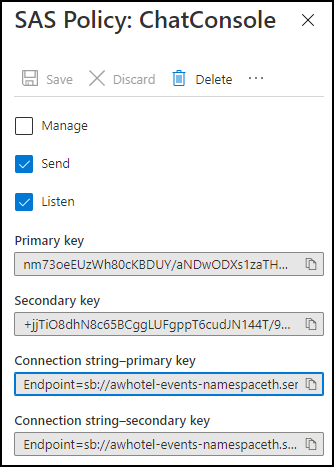 SAS Policy: ChatConsole
Save Discard Delete ...
Manage
Send
Listen
Primary key
nm73oeEUzWh80cKBDUY/aNDwODXs1zaTH...
Secondary key
+jjTiO8dhN8c65BCggLUFgppT6cudJN144T/9...
Connection string–primary key
Endpoint=sb://awhotel-events-namespaceth.ser
Connection string–secondary key
Endpoint=sb://awhotel-events-namespaceth.s...